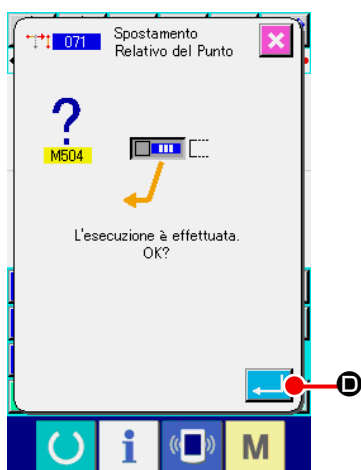 071
Spostamento
Relativo del Punto
?
M504
L'esecuzione è effettuata.
OK?
D
i
M